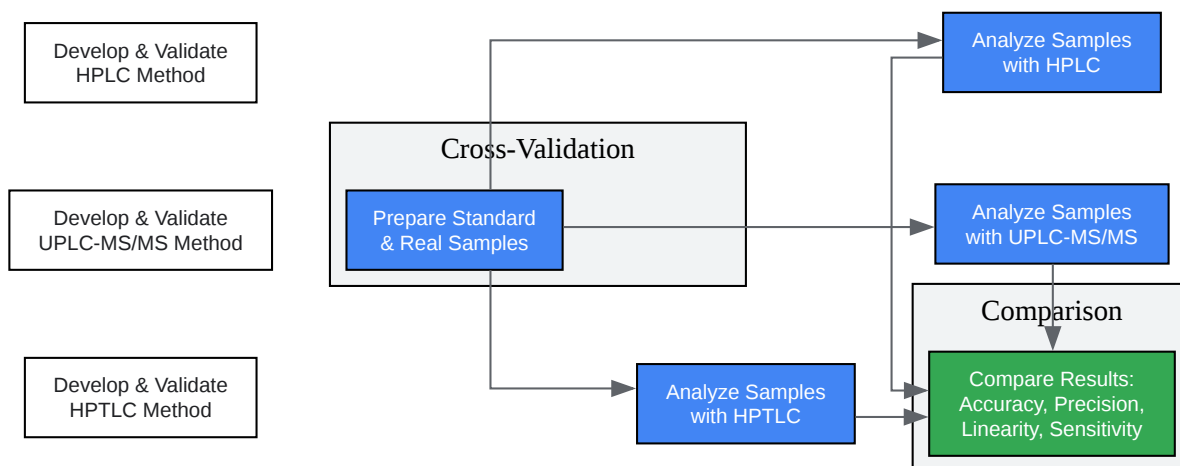 Develop & Validate
HPLC Method
Analyze Samples
with HPLC
Cross-Validation
Develop & Validate
UPLC-MS/MS Method
Prepare Standard
& Real Samples
Analyze Samples
with UPLC-MS/MS
Comparison
Develop & Validate
HPTLC Method
Analyze Samples
with HPTLC
Compare Results:
Accuracy, Precision,
Linearity, Sensitivity